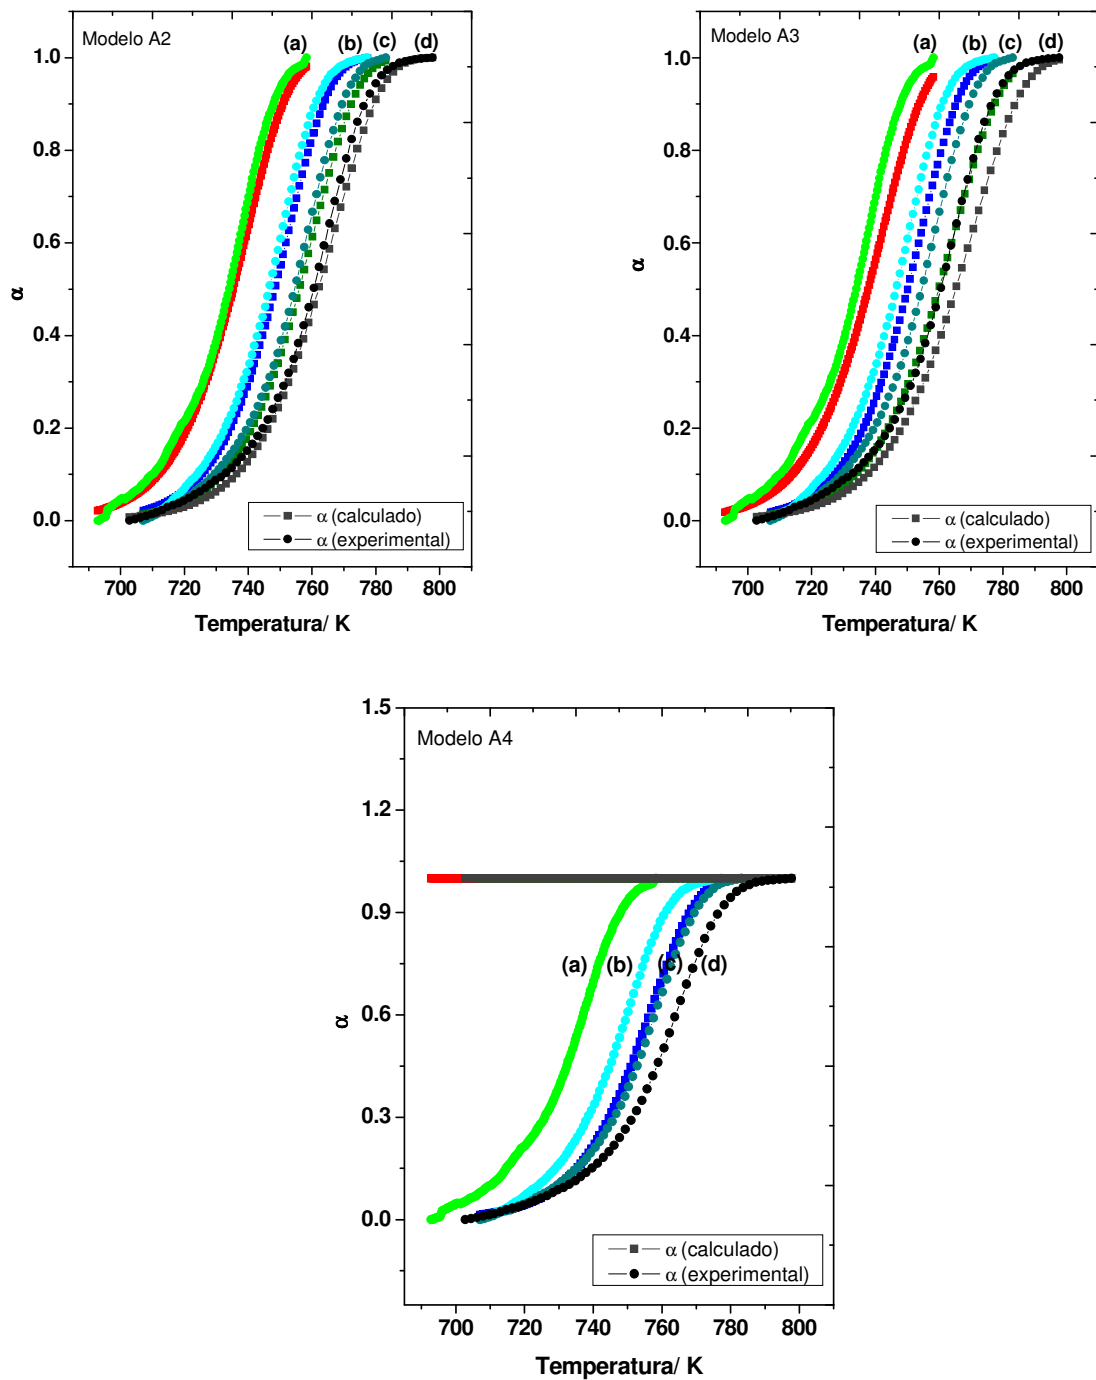 Modelo A2
(a) (b) (c) (d)
1.0
0.8
0.6
α
0.4
0.2
0.0
α (calculado)
α (experimental)
700 720 740 760 780 800
Temperatura/ K
Modelo A3
(a) (b) (c) (d)
1.0
0.8
0.6
α
0.4
0.2
0.0
α (calculado)
α (experimental)
700 720 740 760 780 800
Temperatura/ K
1.5
Modelo A4
1.2
0.9
(a) (b) (c) (d)
0.6
α
0.3
0.0
α (calculado)
α (experimental)
700 720 740 760 780 800
Temperatura/ K